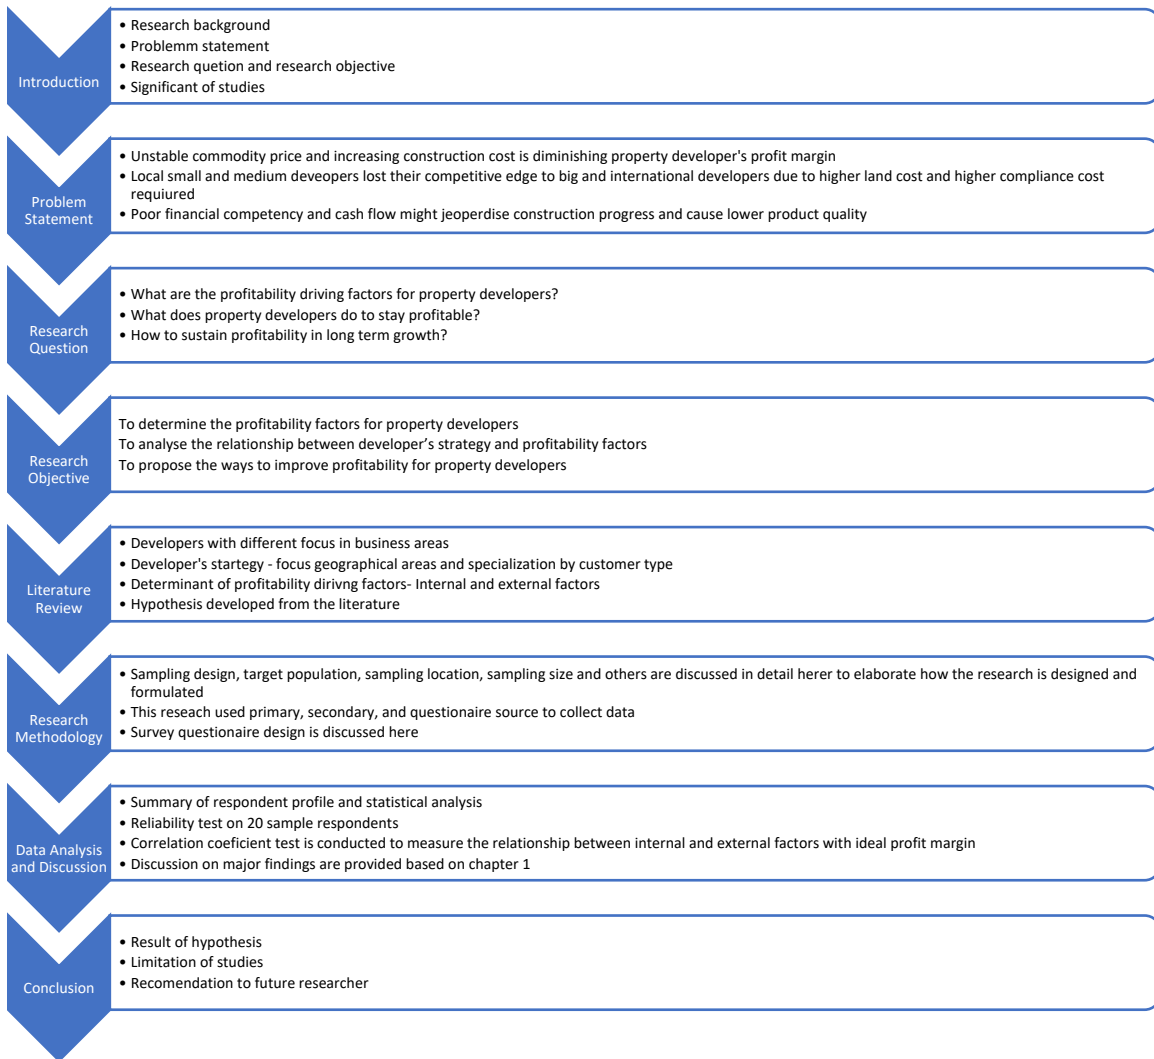 Introduction
• Research background
• Problemm statement
• Research quetion and research objective
• Significant of studies
Problem
Statement
• Unstable commodity price and increasing construction cost is diminishing property developer's profit margin
• Local small and medium deveopers lost their competitive edge to big and international developers due to higher land cost and higher compliance cost
requiured
• Poor financial competency and cash flow might jeoperdise construction progress and cause lower product quality
Research
Question
• What are the profitability driving factors for property developers?
• What does property developers do to stay profitable?
• How to sustain profitability in long term growth?
Research
Objective
To determine the profitability factors for property developers
To analyse the relationship between developer’s strategy and profitability factors
To propose the ways to improve profitability for property developers
Literature
Review
• Developers with different focus in business areas
• Developer's startegy - focus geographical areas and specialization by customer type
• Determinant of profitability dirivng factors- Internal and external factors
• Hypothesis developed from the literature
Research
Methodology
• Sampling design, target population, sampling location, sampling size and others are discussed in detail herer to elaborate how the research is designed and
formulated
• This reseach used primary, secondary, and questionaire source to collect data
• Survey questionaire design is discussed here
Data Analysis
and Discussion
• Summary of respondent profile and statistical analysis
• Reliability test on 20 sample respondents
• Correlation coeficient test is conducted to measure the relationship between internal and external factors with ideal profit margin
• Discussion on major findings are provided based on chapter 1
Conclusion
• Result of hypothesis
• Limitation of studies
• Recomendation to future researcher